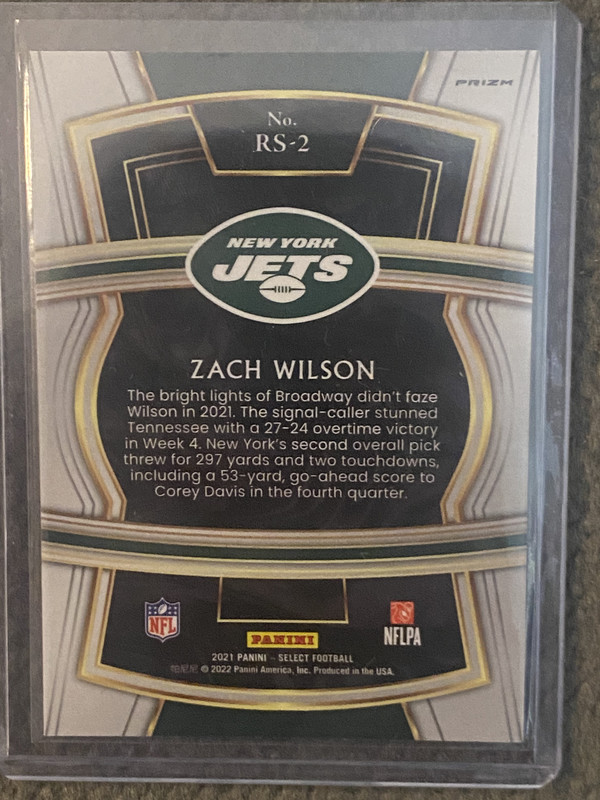 PRIZM
No.
RS-2
NEW YORK
JETS
ZACH WILSON
The bright lights of Broadway didn't faze
Wilson in 2021. The signal-caller stunned
Tennessee with a 27-24 overtime victory
in Week 4. New York's second overall pick
threw for 297 yards and two touchdowns,
including a 53-yard, go-ahead score to
Corey Davis in the fourth quarter.
NFL
PANINI
NFLPA
2021 PANINI – SELECT FOOTBALL
帕尼尼 © 2022 Panini America, Inc. Produced in the USA.